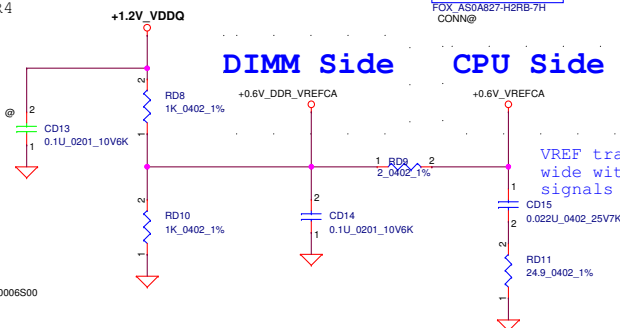 R4
FOX_AS0A827-H2RB-7H
CONN@
+1.2V_VDDQ
DIMM Side
CPU Side
+0.6V_DDR_VREFCA
+0.6V_VREFCA
@
2
CD13
1
0.1U_0201_10V6K
2
RD8
1K_0402_1%
1
1
RD9
2
2_0402_1%
VREF tra
wide wit
signals
2
RD10
1K_0402_1%
1
2
CD14
1
0.1U_0201_10V6K
1
CD15
2
0.022U_0402_25V7K
2
RD11
24.9_0402_1%
1
0006S00